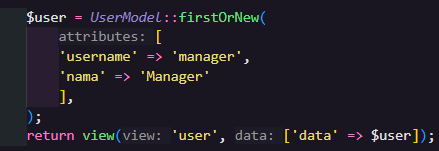 $user = UserModel::firstOrNew(
attributes: [
'username' => 'manager',
'nama' => 'Manager'
],
);
return view(view: 'user', data: ['data' => $user]);